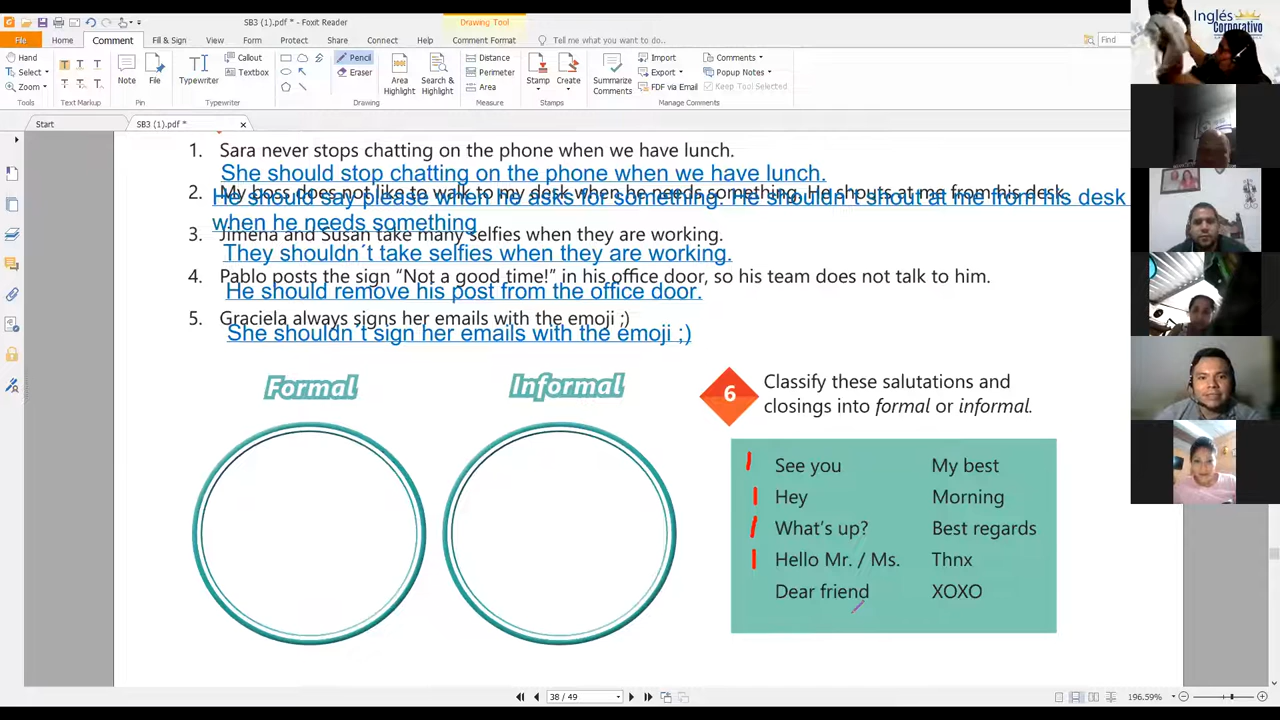 SB3 (1).pdf * - Foxit Reader
Drawing Tool
File Home Comment Fill & Sign View Form Protect Share Connect Help Comment Format Tell me what you want to do... Find
Hand
Select
Zoom
Tools
Text Markup
Note
File
Pin
Typewriter
Callout
Textbox
Typewriter
Pencil
Eraser
Drawing
Area
Highlight
Search &
Highlight
Distance
Perimeter
Area
Measure
Stamp
Create
Stamps
Summarize
Comments
Import
Export
FDF via Email
Comments
Popup Notes
Keep Tool Selected
Manage Comments
Start
SB3 (1).pdf *
Inglés
Corporativo
1. Sara never stops chatting on the phone when we have lunch.
She should stop chatting on the phone when we have lunch.
2. My boss does not like to walk to my desk when he needs something. He shouts at me from his desk.
He should say please when he asks for something. He shouldn´t shout at me from his desk
when he needs something
3. Jimena and Susan take many selfies when they are working.
They shouldn´t take selfies when they are working.
4. Pablo posts the sign “Not a good time!” in his office door, so his team does not talk to him.
He should remove his post from the office door.
5. Graciela always signs her emails with the emoji ;)
She shouldn´t sign her emails with the emoji ;)
Formal
Informal
6
Classify these salutations and
closings into formal or informal.
See you My best
Hey Morning
What’s up? Best regards
Hello Mr. / Ms. Thnx
Dear friend XOXO
38 / 49
196.59%